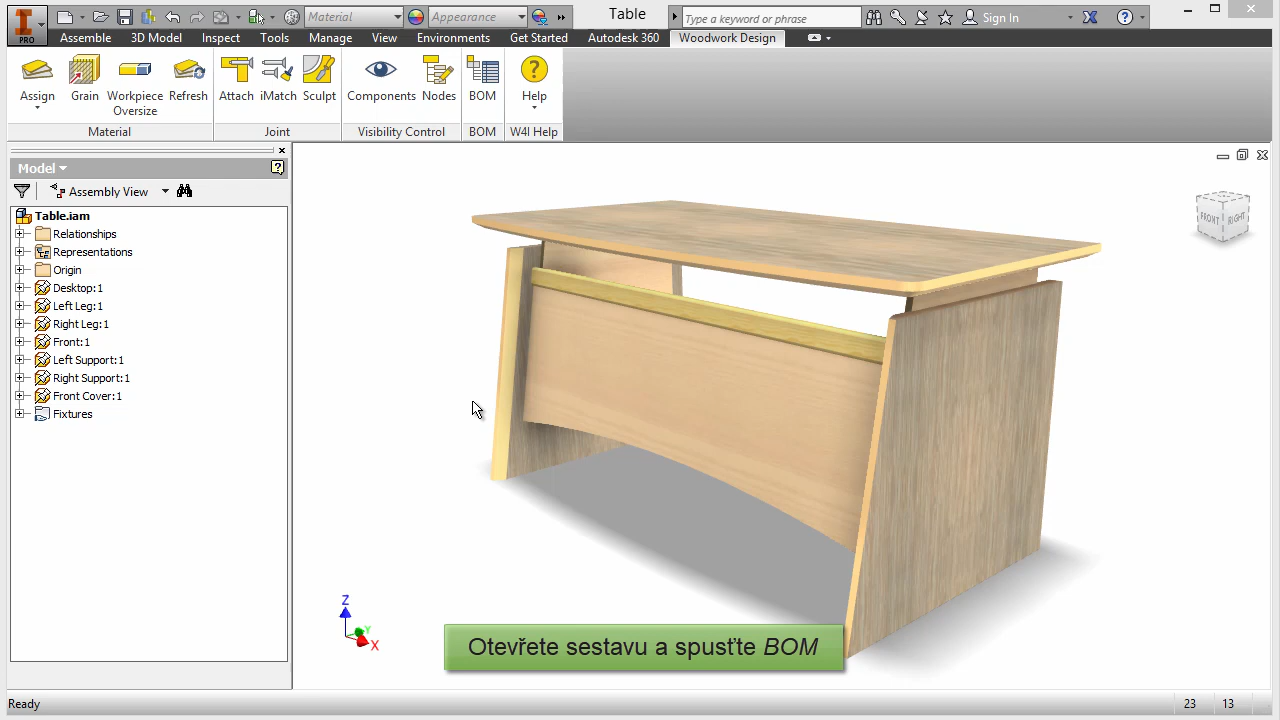 PRO
Material
Appearance
Table
Type a keyword or phrase
Sign In
Assemble 3D Model Inspect Tools Manage View Environments Get Started Autodesk 360 Woodwork Design
Assign Grain Workpiece Oversize Refresh Attach iMatch Sculpt Components Nodes BOM Help
Material Joint Visibility Control BOM W4I Help
Model
Assembly View
Table.iam
Relationships
Representations
Origin
Desktop:1
Left Leg:1
Right Leg:1
Front:1
Left Support:1
Right Support:1
Front Cover:1
Fixtures
FRONT RIGHT
Z
Y
X
Otevřete sestavu a spusťte BOM
Ready 23 13